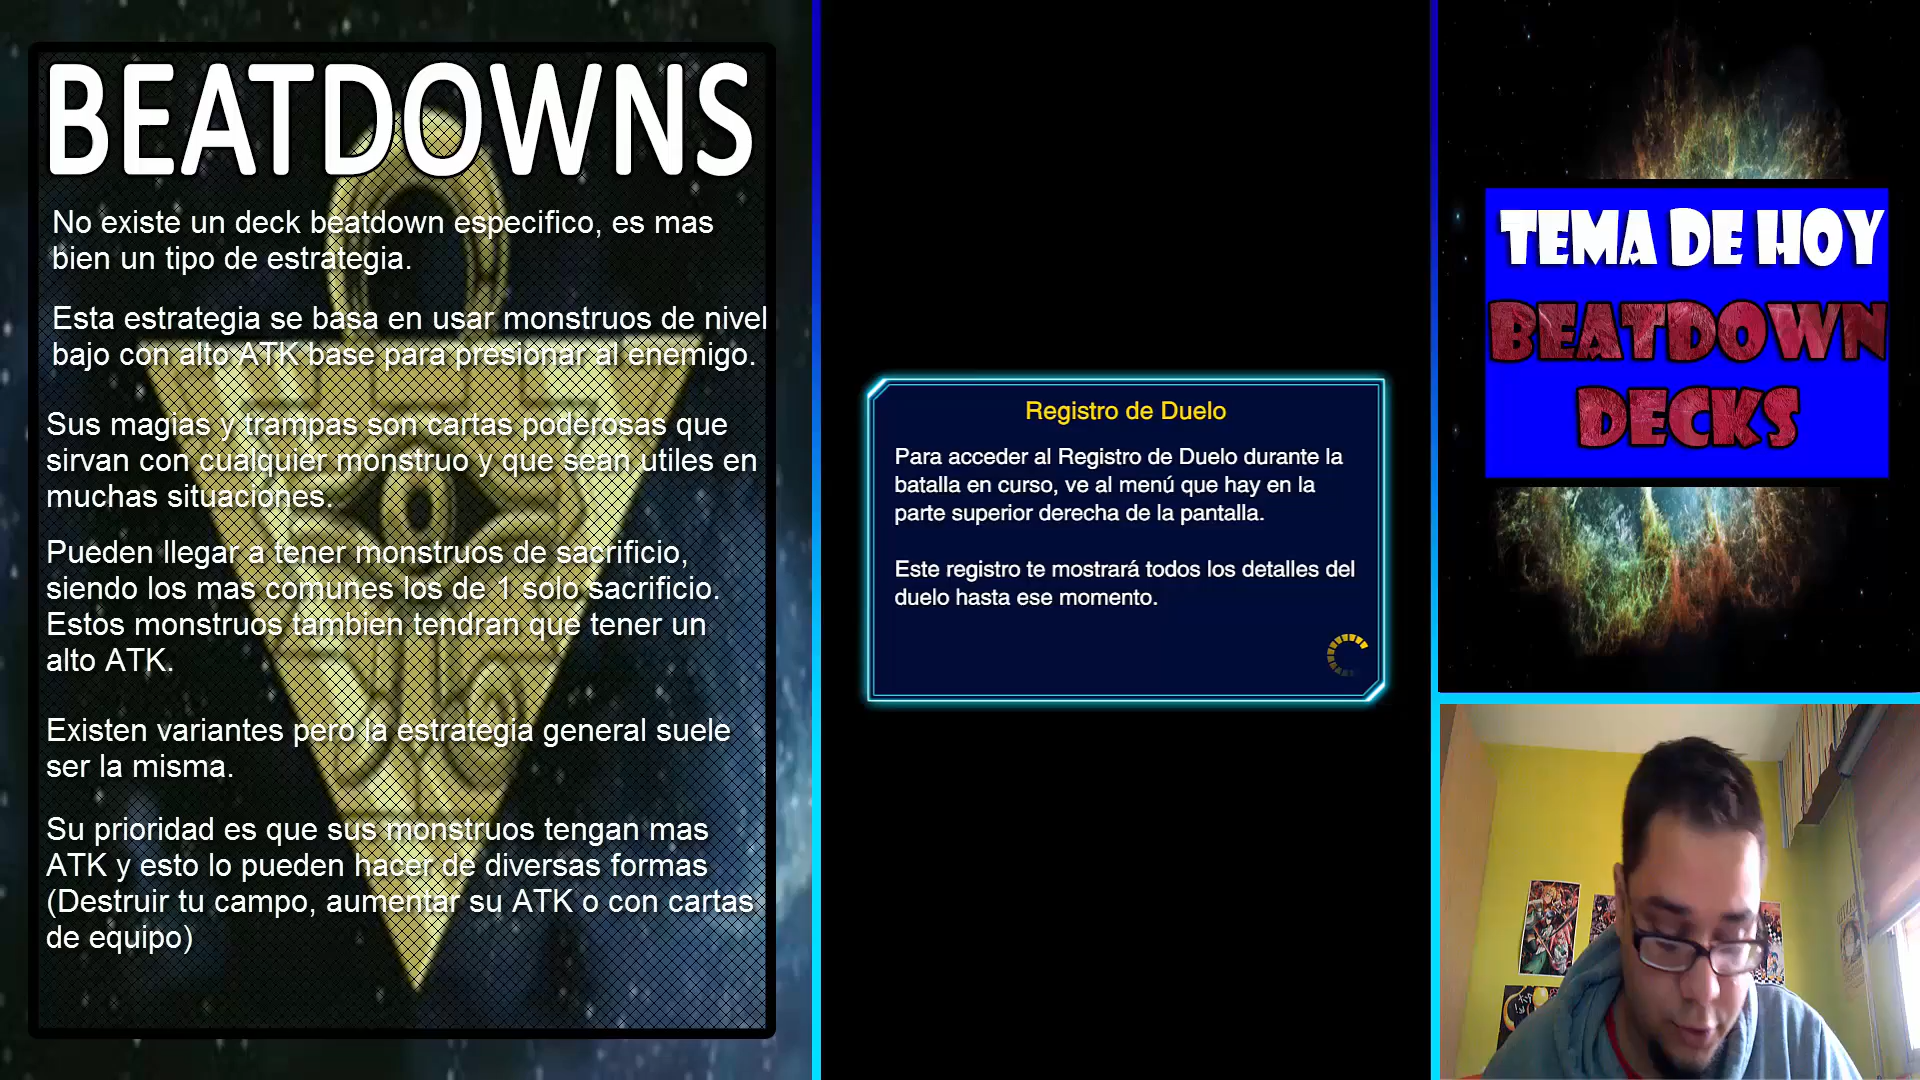 BEATDOWNS
No existe un deck beatdown especifico, es mas
bien un tipo de estrategia.
Esta estrategia se basa en usar monstruos de nivel
bajo con alto ATK base para presionar al enemigo.
Sus magias y trampas son cartas poderosas que
sirvan con cualquier monstruo y que sean utiles en
muchas situaciones.
Pueden llegar a tener monstruos de sacrificio,
siendo los mas comunes los de 1 solo sacrificio.
Estos monstruos tambien tendran que tener un
alto ATK.
Existen variantes pero la estrategia general suele
ser la misma.
Su prioridad es que sus monstruos tengan mas
ATK y esto lo pueden hacer de diversas formas
(Destruir tu campo, aumentar su ATK o con cartas
de equipo)
Registro de Duelo
Para acceder al Registro de Duelo durante la
batalla en curso, ve al menú que hay en la
parte superior derecha de la pantalla.
Este registro te mostrará todos los detalles del
duelo hasta ese momento.
TEMA DE HOY
BEATDOWN
DECKS